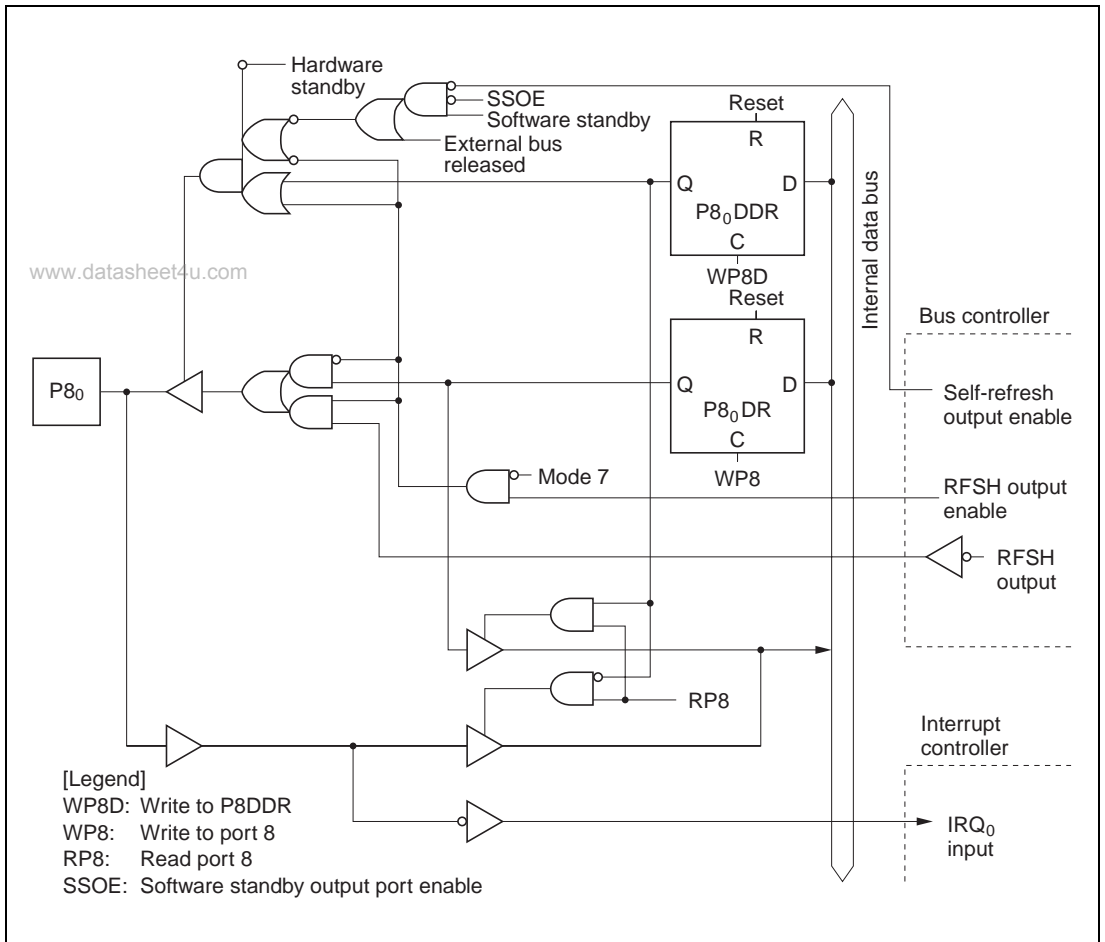 Hardware
standby
SSOE
Software standby
External bus
released
Reset
R
Q
D
P8₀DDR
C
WP8D
Internal data bus
www.datasheet4u.com
Reset
R
Q
D
P8₀DR
C
WP8
P8₀
Bus controller
Self-refresh
output enable
Mode 7
RFSH output
enable
RFSH
output
RP8
Interrupt
controller
IRQ₀
input
[Legend]
WP8D: Write to P8DDR
WP8: Write to port 8
RP8: Read port 8
SSOE: Software standby output port enable